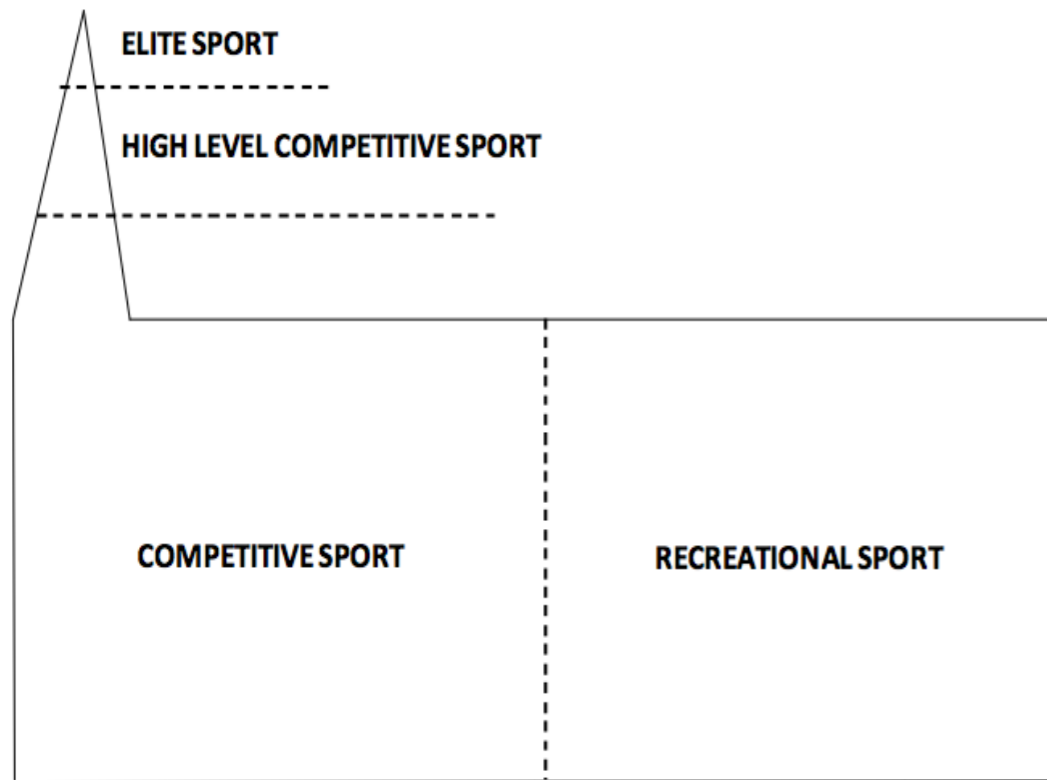 ELITE SPORT
HIGH LEVEL COMPETITIVE SPORT
COMPETITIVE SPORT
RECREATIONAL SPORT